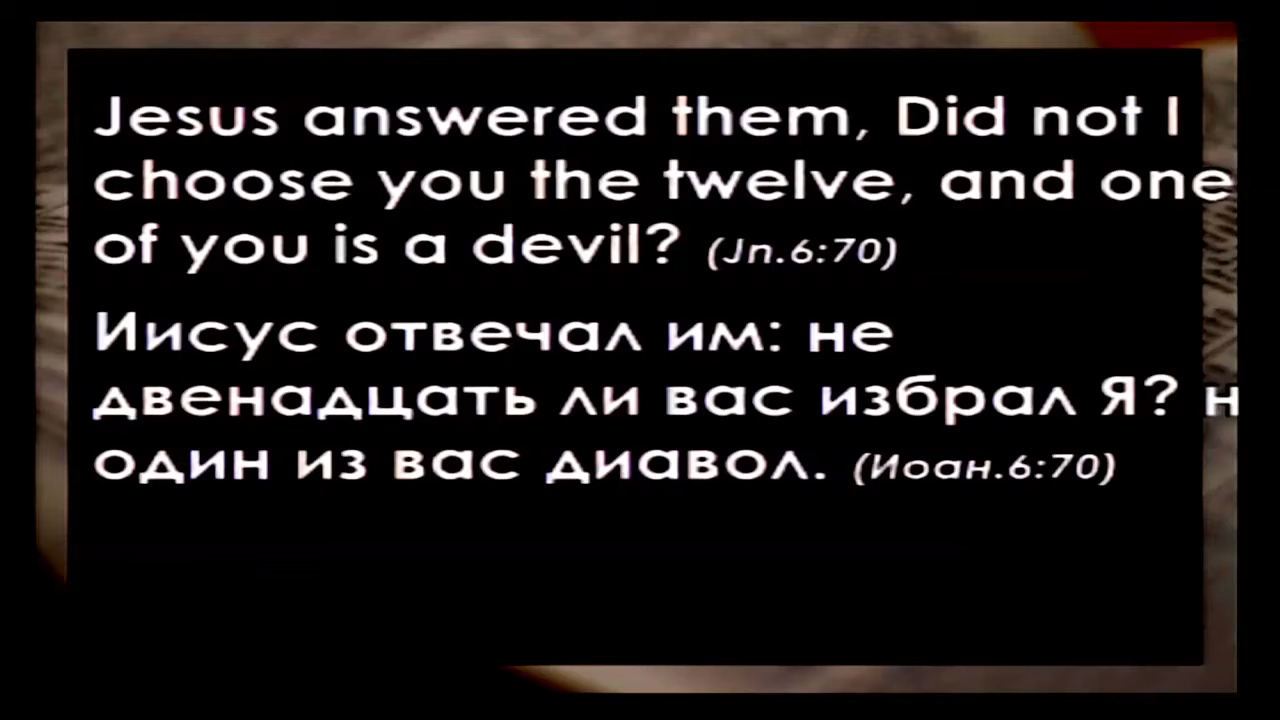 Jesus answered them, Did not I
choose you the twelve, and one
of you is a devil? (Jn.6:70)
Иисус отвечал им: не
двенадцать ли вас избрал Я? н
один из вас диавол. (Иоан.6:70)